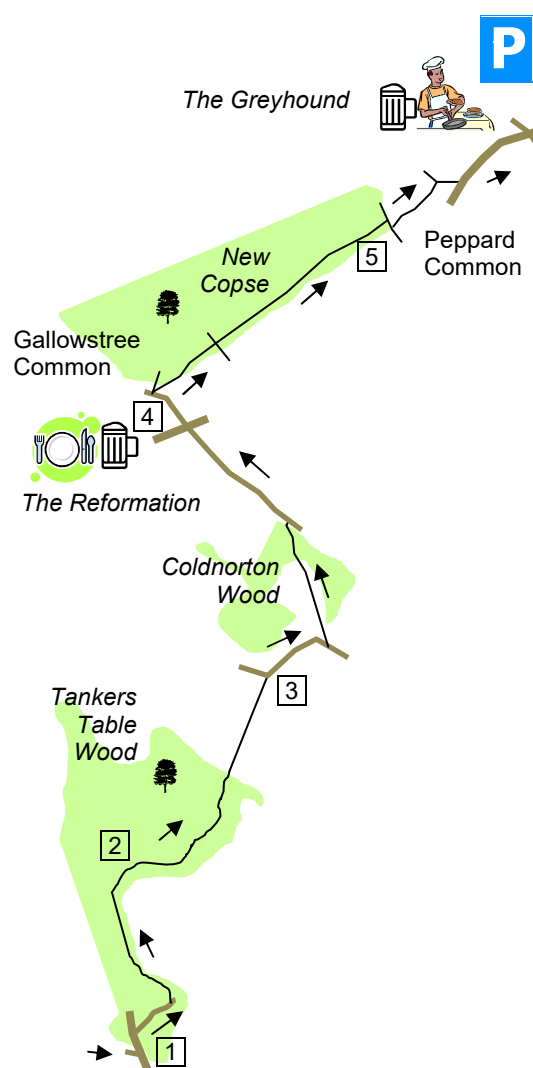 P
The Greyhound
Peppard
Common
5
New
Copse
Gallowstree
Common
4
The Reformation
Coldnorton
Wood
3
Tankers
Table
Wood
2
1